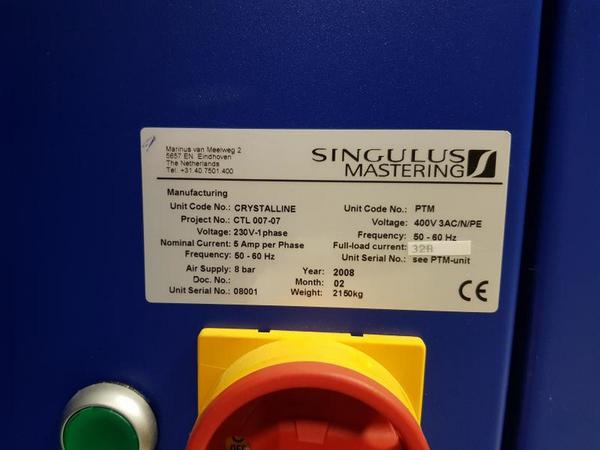 Marinus van Meelweg 2
5657 EN Eindhoven
The Netherlands
Tel: +31.40.7501.400
SINGULUS
MASTERING
Manufacturing
Unit Code No.: CRYSTALLINE
Project No.: CTL 007-07
Voltage: 230V-1phase
Nominal Current: 5 Amp per Phase
Frequency: 50 - 60 Hz
Air Supply: 8 bar
Doc. No.:
Unit Serial No.: 08001
Year: 2008
Month: 02
Weight: 2150kg
Unit Code No.: PTM
Voltage: 400V 3AC/N/PE
Frequency: 50 - 60 Hz
Full-load current: 32A
Unit Serial No.: see PTM-unit
CE
OFF